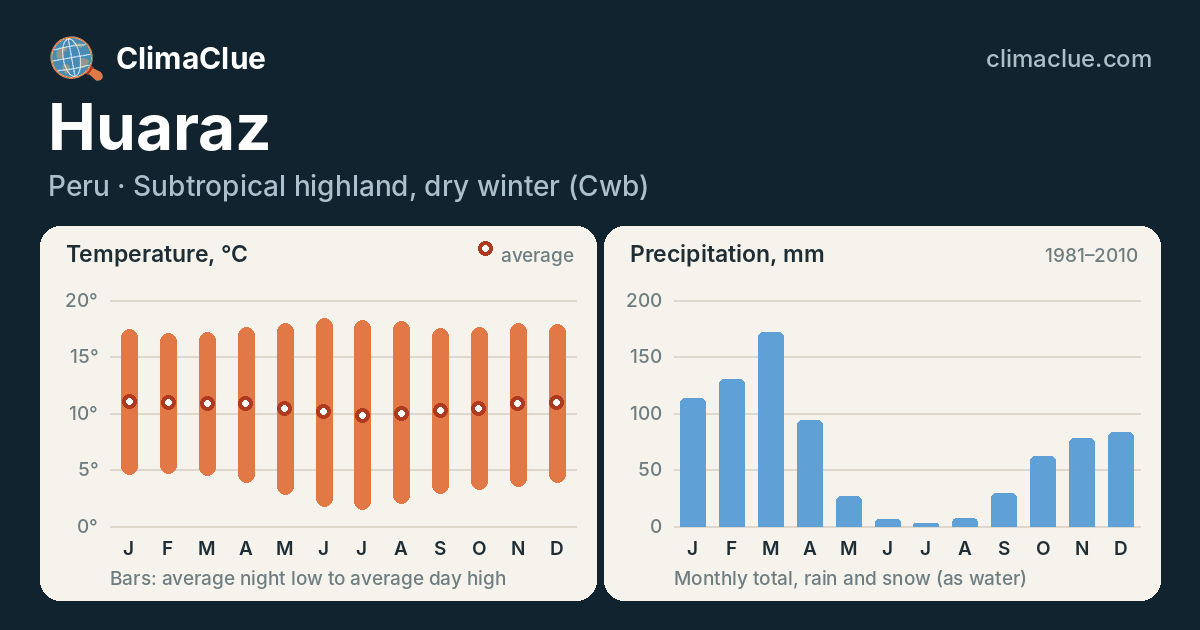 ClimaClue
climaclue.com
Huaraz
Peru · Subtropical highland, dry winter (Cwb)
Temperature, °C
average
20°
15°
10°
5°
0°
J F M A M J J A S O N D
Bars: average night low to average day high
Precipitation, mm
1981–2010
200
150
100
50
0
J F M A M J J A S O N D
Monthly total, rain and snow (as water)